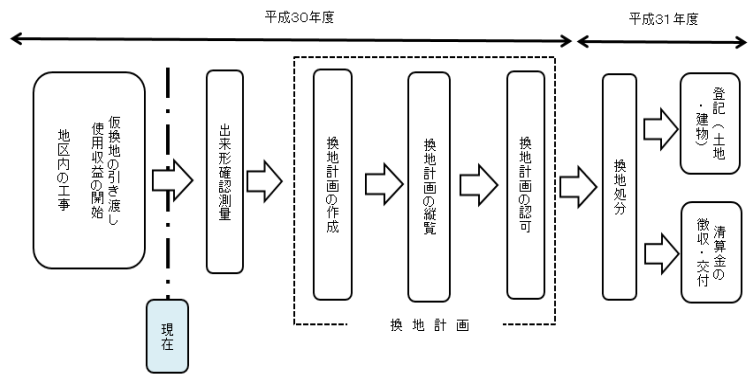 平成30年度
平成31年度
仮換地の引き渡し
使用収益の開始
地区内の工事
現在
出来形確認測量
換地計画の作成
換地計画の縦覧
換地計画の認可
換地計画
換地処分
登記（土地
・建物）
清算金の
徴収・交付